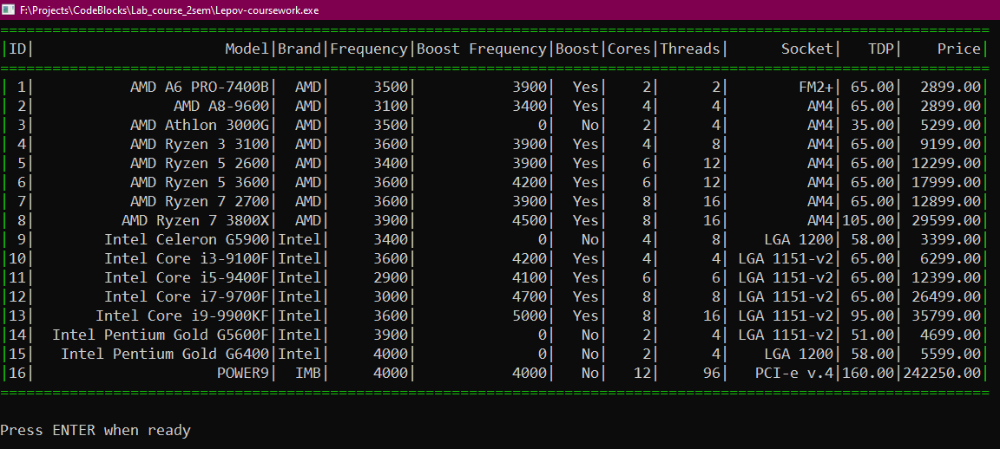 F:\Projects\CodeBlocks\Lab_course_2sem\Lepov-coursework.exe
==================================================================================================================
|ID|                      Model|Brand|Frequency|Boost Frequency|Boost|Cores|Threads|      Socket|   TDP|    Price|
==================================================================================================================
| 1|           AMD A6 PRO-7400B|  AMD|     3500|           3900|  Yes|    2|      2|        FM2+| 65.00|  2899.00|
| 2|                AMD A8-9600|  AMD|     3100|           3400|  Yes|    4|      4|         AM4| 65.00|  2899.00|
| 3|           AMD Athlon 3000G|  AMD|     3500|              0|   No|    2|      4|         AM4| 35.00|  5299.00|
| 4|           AMD Ryzen 3 3100|  AMD|     3600|           3900|  Yes|    4|      8|         AM4| 65.00|  9199.00|
| 5|           AMD Ryzen 5 2600|  AMD|     3400|           3900|  Yes|    6|     12|         AM4| 65.00| 12299.00|
| 6|           AMD Ryzen 5 3600|  AMD|     3600|           4200|  Yes|    6|     12|         AM4| 65.00| 17999.00|
| 7|           AMD Ryzen 7 2700|  AMD|     3600|           3900|  Yes|    8|     16|         AM4| 65.00| 12899.00|
| 8|          AMD Ryzen 7 3800X|  AMD|     3900|           4500|  Yes|    8|     16|         AM4|105.00| 29599.00|
| 9|        Intel Celeron G5900|Intel|     3400|              0|   No|    4|      8|    LGA 1200| 58.00|  3399.00|
|10|        Intel Core i3-9100F|Intel|     3600|           4200|  Yes|    4|      4| LGA 1151-v2| 65.00|  6299.00|
|11|        Intel Core i5-9400F|Intel|     2900|           4100|  Yes|    6|      6| LGA 1151-v2| 65.00| 12399.00|
|12|        Intel Core i7-9700F|Intel|     3000|           4700|  Yes|    8|      8| LGA 1151-v2| 65.00| 26499.00|
|13|       Intel Core i9-9900KF|Intel|     3600|           5000|  Yes|    8|     16| LGA 1151-v2| 95.00| 35799.00|
|14|  Intel Pentium Gold G5600F|Intel|     3900|              0|   No|    2|      4| LGA 1151-v2| 51.00|  4699.00|
|15|   Intel Pentium Gold G6400|Intel|     4000|              0|   No|    2|      4|    LGA 1200| 58.00|  5599.00|
|16|                     POWER9|  IMB|     4000|           4000|   No|   12|     96|   PCI-e v.4|160.00|242250.00|
==================================================================================================================
Press ENTER when ready